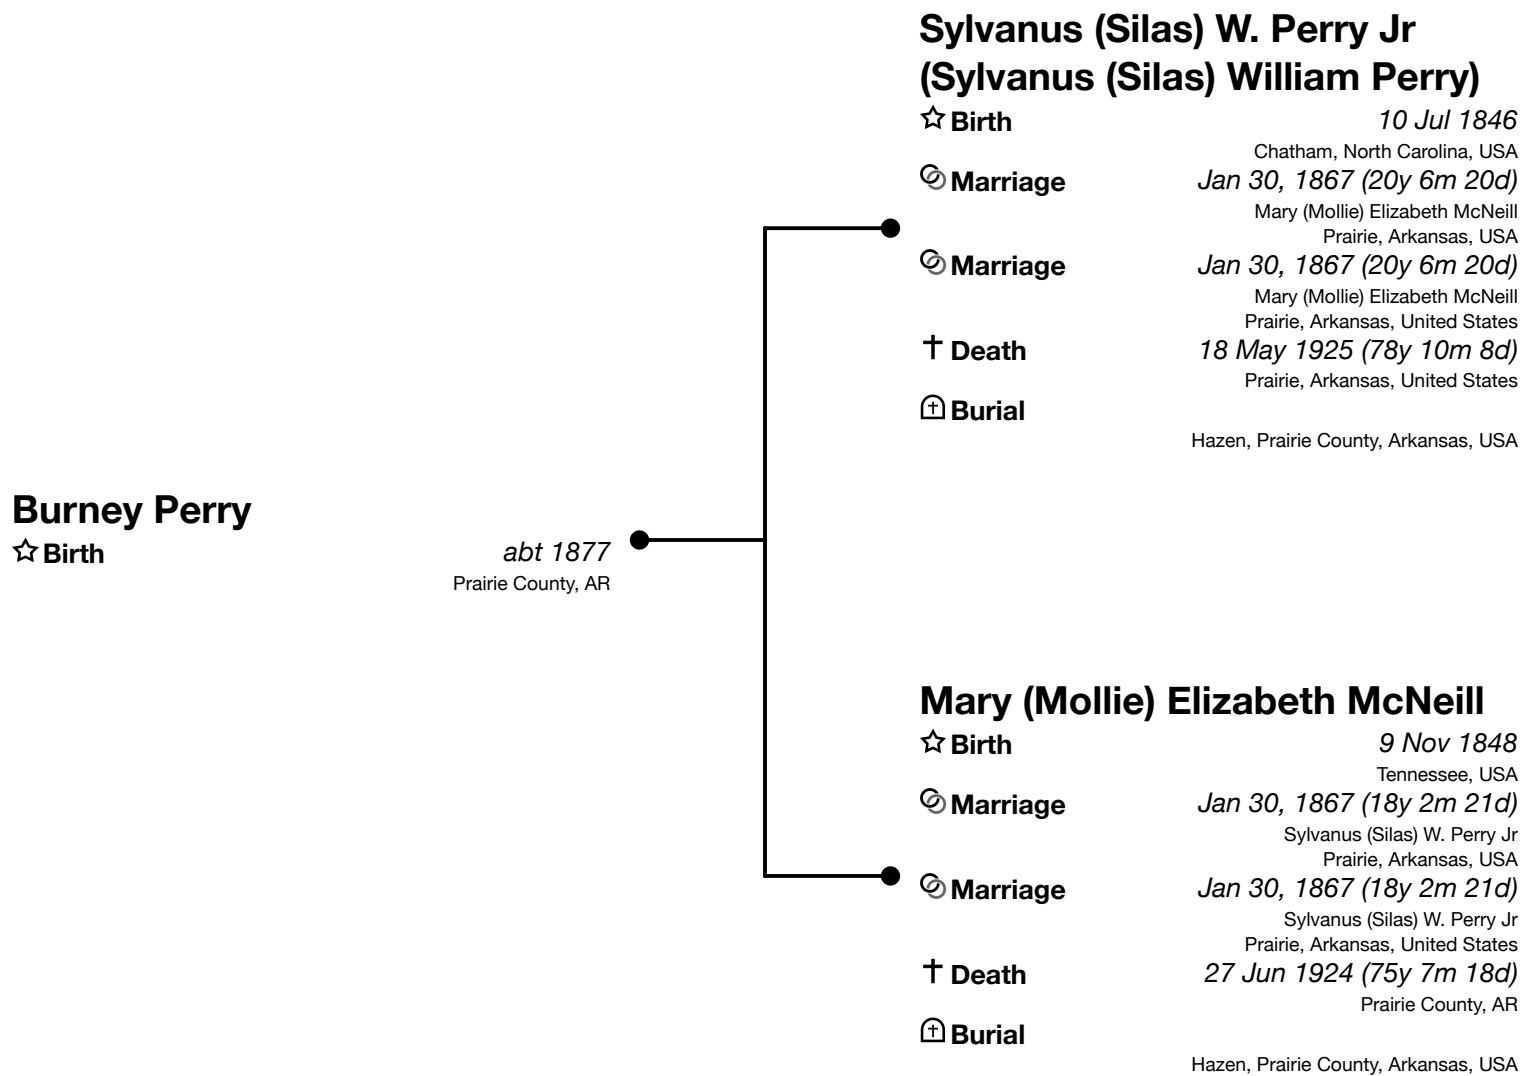 Sylvanus (Silas) W. Perry Jr
(Sylvanus (Silas) William Perry)
Birth 10 Jul 1846
Chatham, North Carolina, USA
Marriage Jan 30, 1867 (20y 6m 20d)
Mary (Mollie) Elizabeth McNeill
Prairie, Arkansas, USA
Marriage Jan 30, 1867 (20y 6m 20d)
Mary (Mollie) Elizabeth McNeill
Prairie, Arkansas, United States
Death 18 May 1925 (78y 10m 8d)
Prairie, Arkansas, United States
Burial
Hazen, Prairie County, Arkansas, USA
Burney Perry
Birth abt 1877
Prairie County, AR
Mary (Mollie) Elizabeth McNeill
Birth 9 Nov 1848
Tennessee, USA
Marriage Jan 30, 1867 (18y 2m 21d)
Sylvanus (Silas) W. Perry Jr
Prairie, Arkansas, USA
Marriage Jan 30, 1867 (18y 2m 21d)
Sylvanus (Silas) W. Perry Jr
Prairie, Arkansas, United States
Death 27 Jun 1924 (75y 7m 18d)
Prairie County, AR
Burial
Hazen, Prairie County, Arkansas, USA